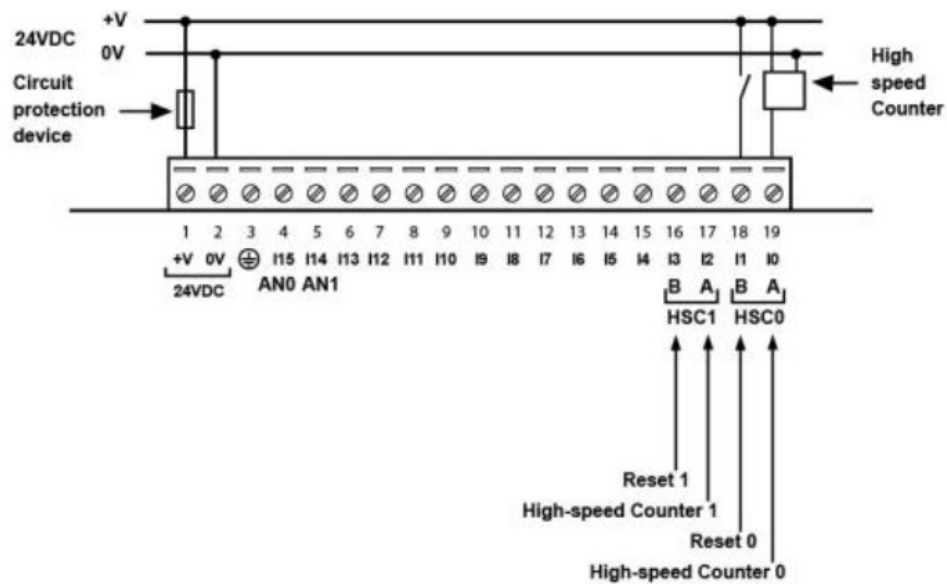 +V
24VDC
0V
Circuit
protection
device
High
speed
Counter
1 2 3 4 5 6 7 8 9 10 11 12 13 14 15 16 17 18 19
+V 0V I15 I14 I13 I12 I11 I10 I9 I8 I7 I6 I5 I4 I3 I2 I1 I0
24VDC
AN0 AN1
B A B A
HSC1 HSC0
Reset 1
High-speed Counter 1
Reset 0
High-speed Counter 0